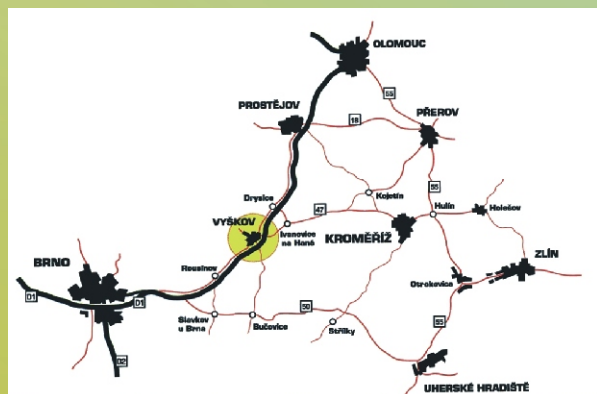 OLOMOUC
55
PROSTĚJOV
18
PŘEROV
55
Drysice
Kojetín
VYŠKOV
47
Ivanovice
na Hané
Hulín
Holešov
KROMĚŘÍŽ
BRNO
Rousínov
ZLÍN
Otrokovice
D1
D1
Slavkov
u Brna
Bučovice
50
Střílky
55
D2
UHERSKÉ HRADIŠTĚ